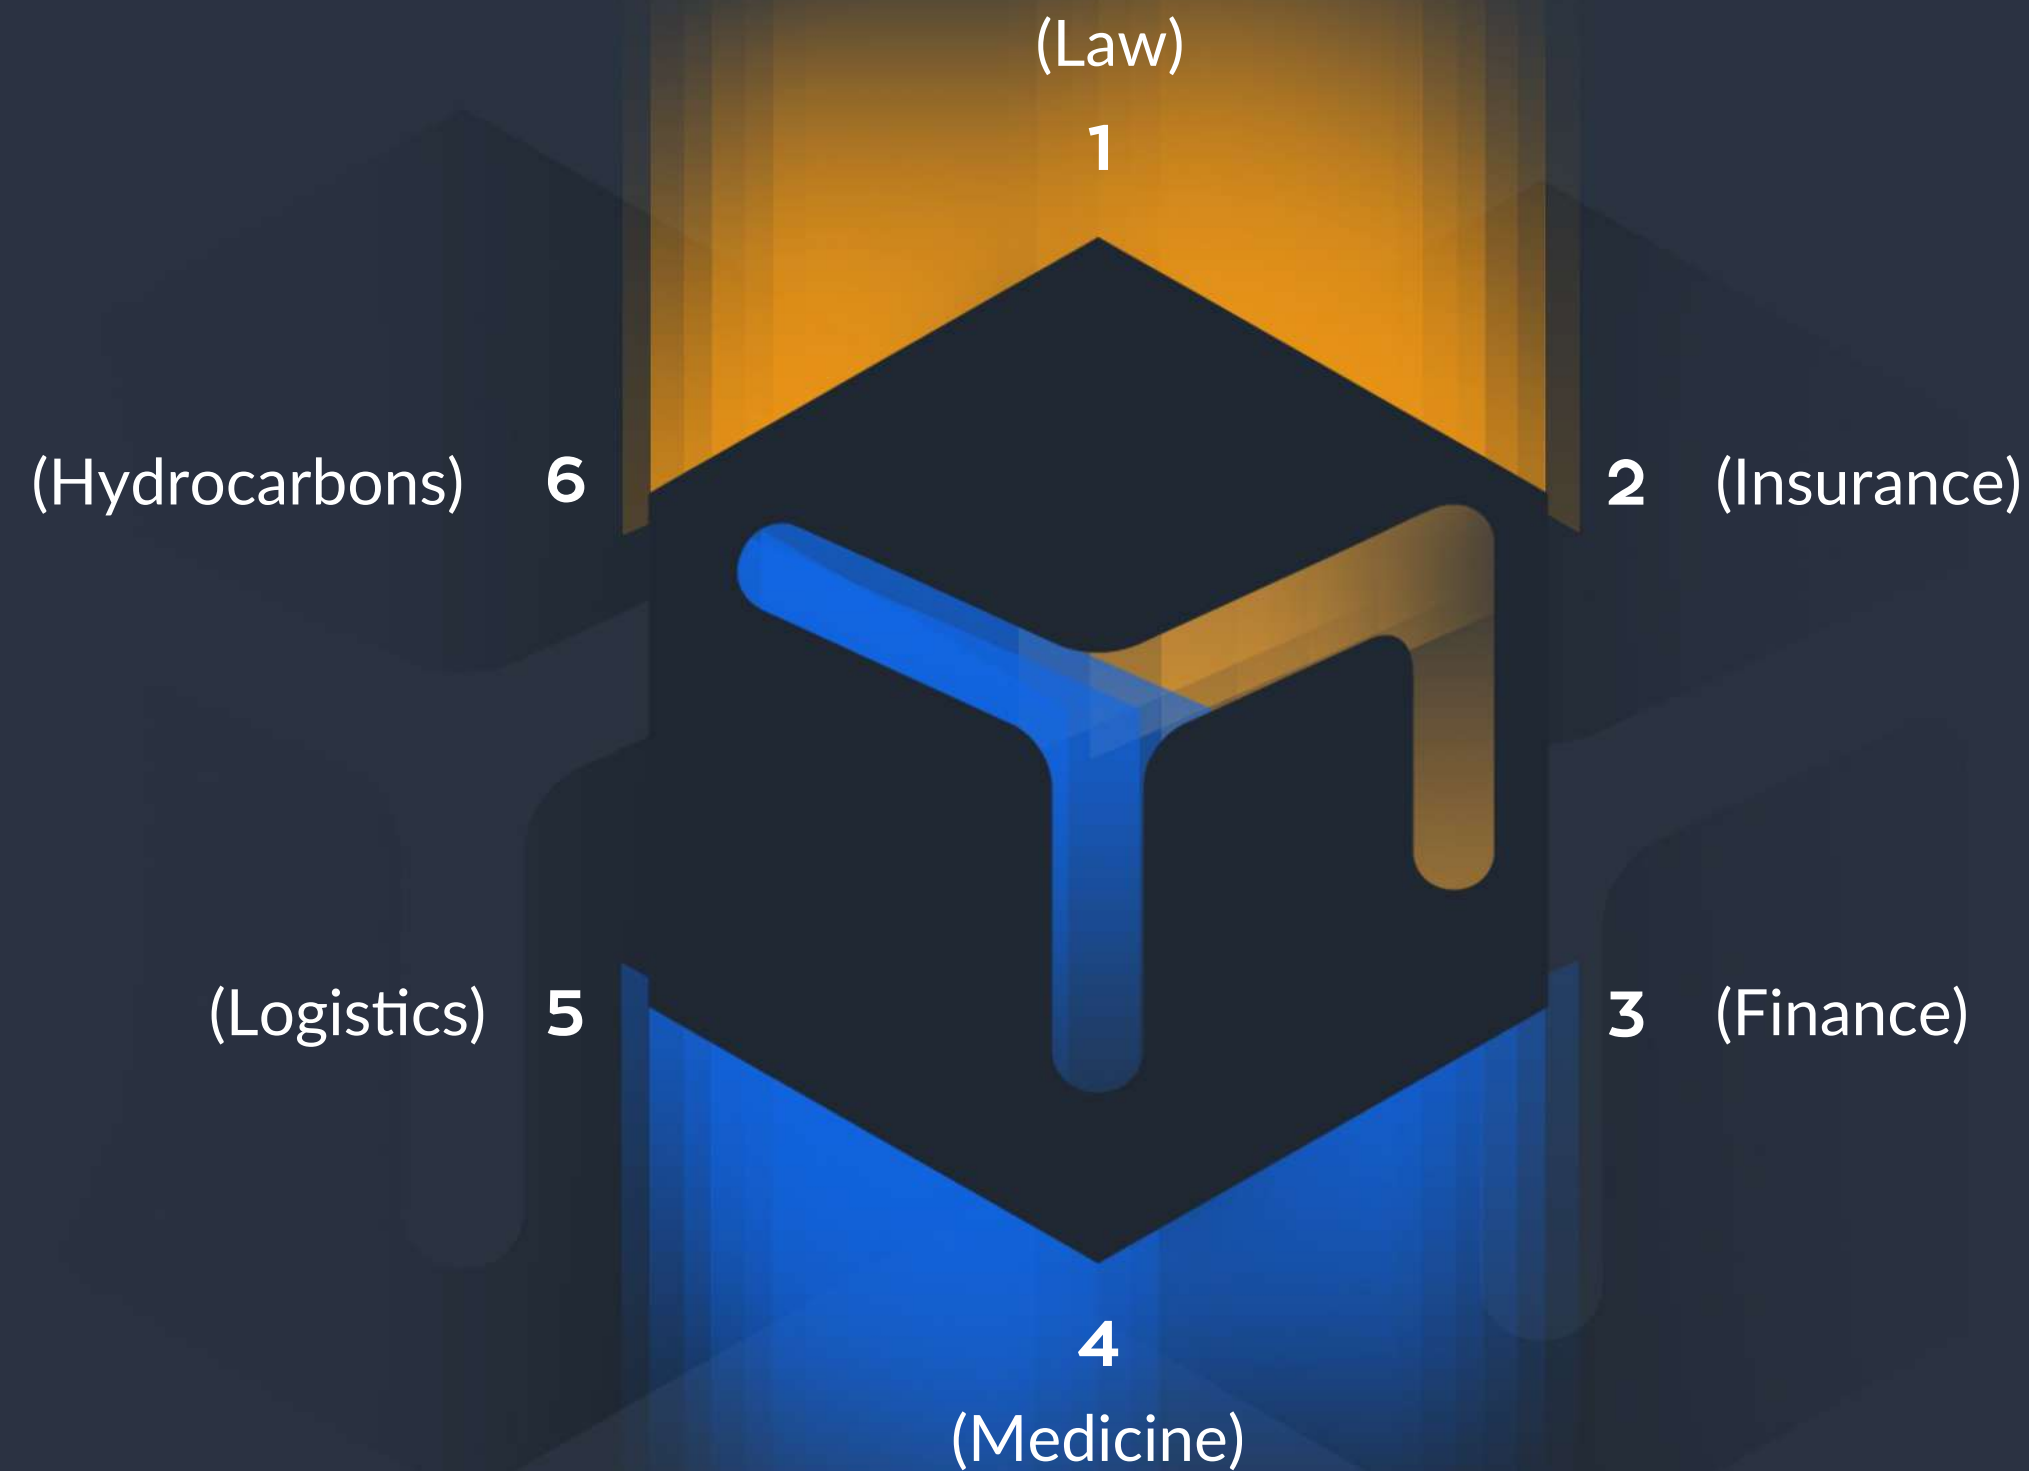 (Law)
1
(Hydrocarbons) 6
2 (Insurance)
(Logistics) 5
3 (Finance)
4
(Medicine)